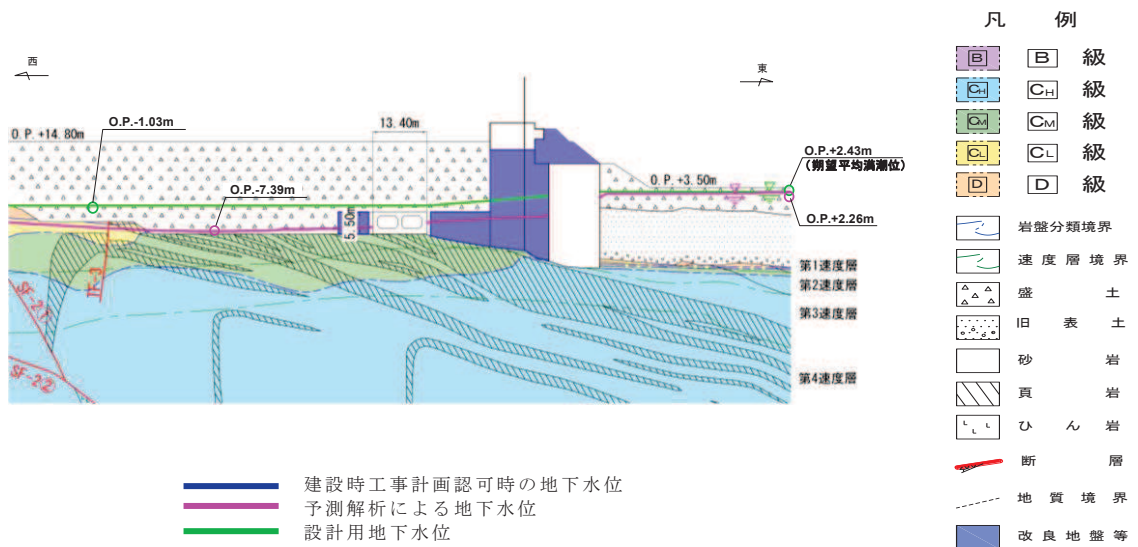 西
東
O.P.-1.03m
13.40m
O.P.+14.80m
O.P.+2.43m
(朔望平均満潮位)
O.P.-7.39m
O.P.+3.50m
5.50m
O.P.+2.26m
TF-3
SF-2①
SF-2②
第1速度層
第2速度層
第3速度層
第4速度層
建設時工事計画認可時の地下水位
予測解析による地下水位
設計用地下水位
凡 例
B B 級
CH CH 級
CM CM 級
CL CL 級
D D 級
岩盤分類境界
速度層境界
盛土
旧表土
砂岩
頁岩
ひん岩
断層
地質境界
改良地盤等